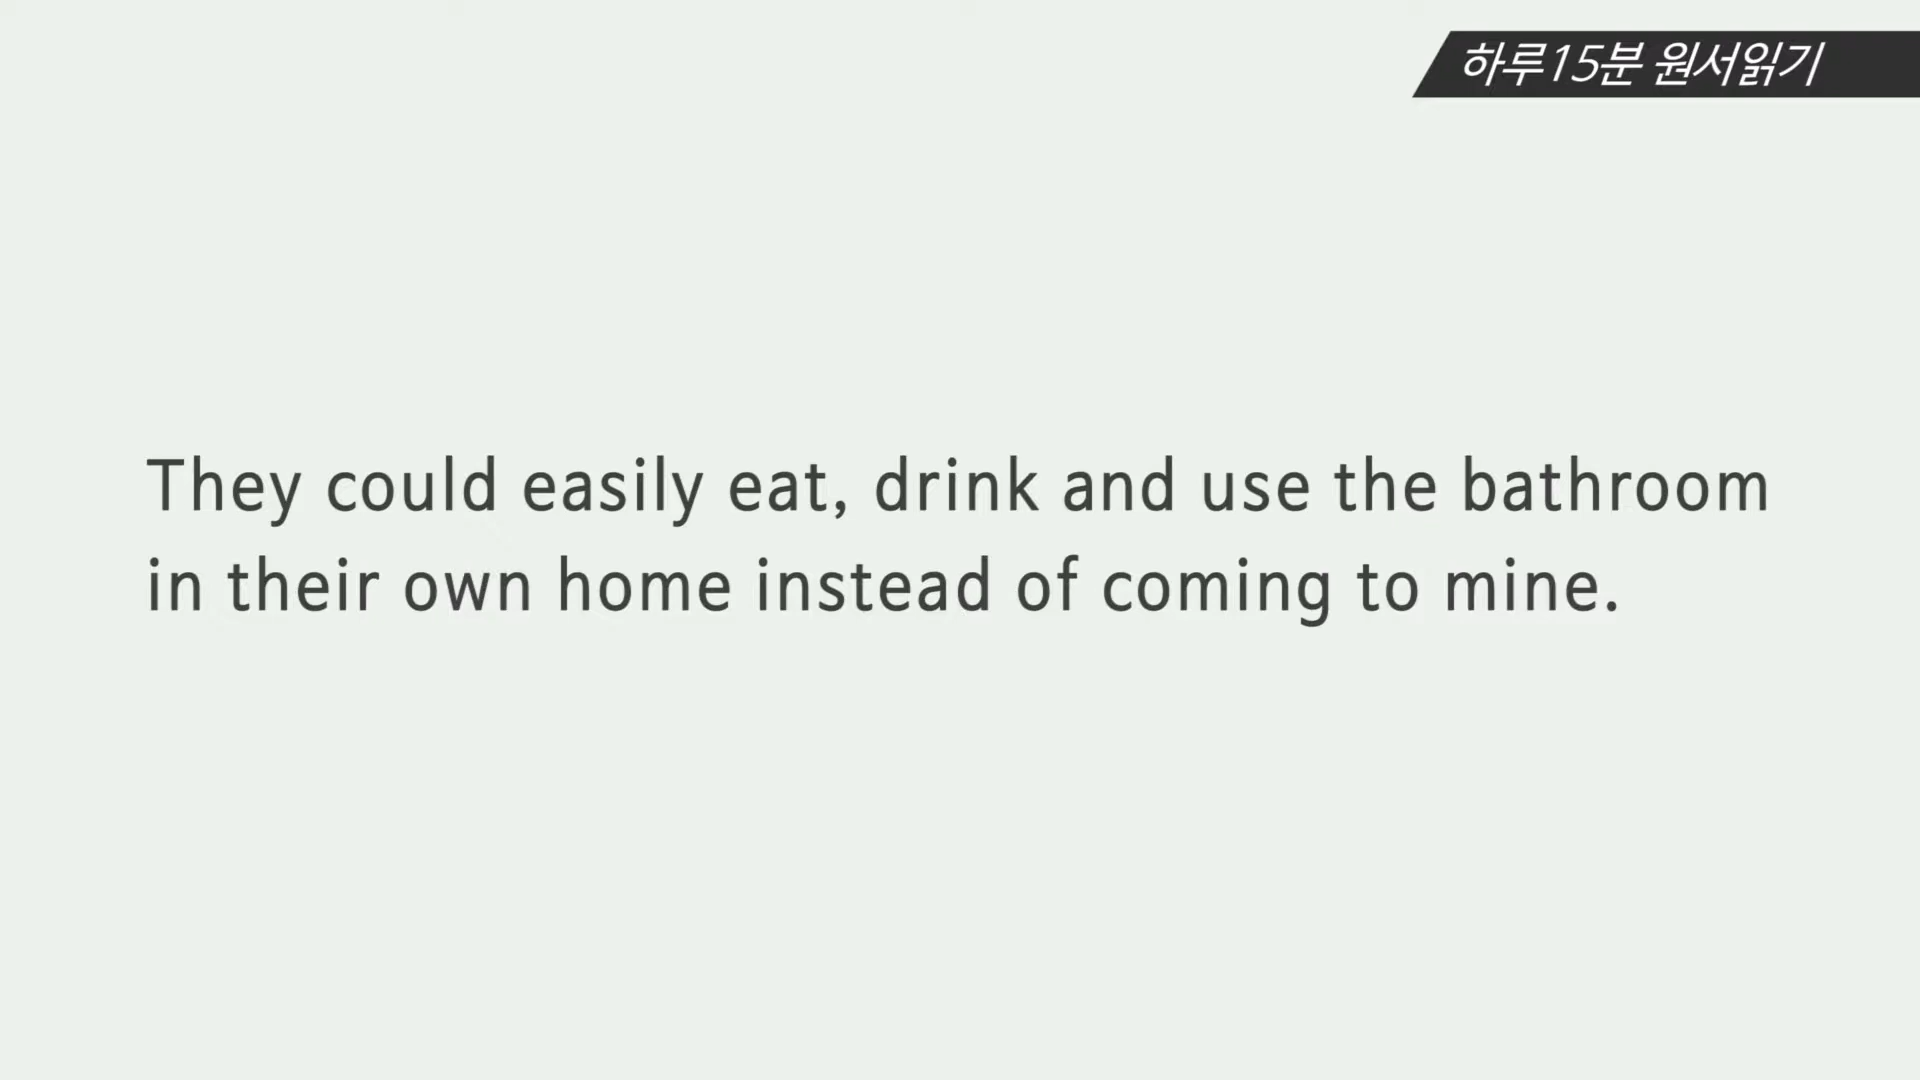 하루15분 원서읽기
They could easily eat, drink and use the bathroom
in their own home instead of coming to mine.